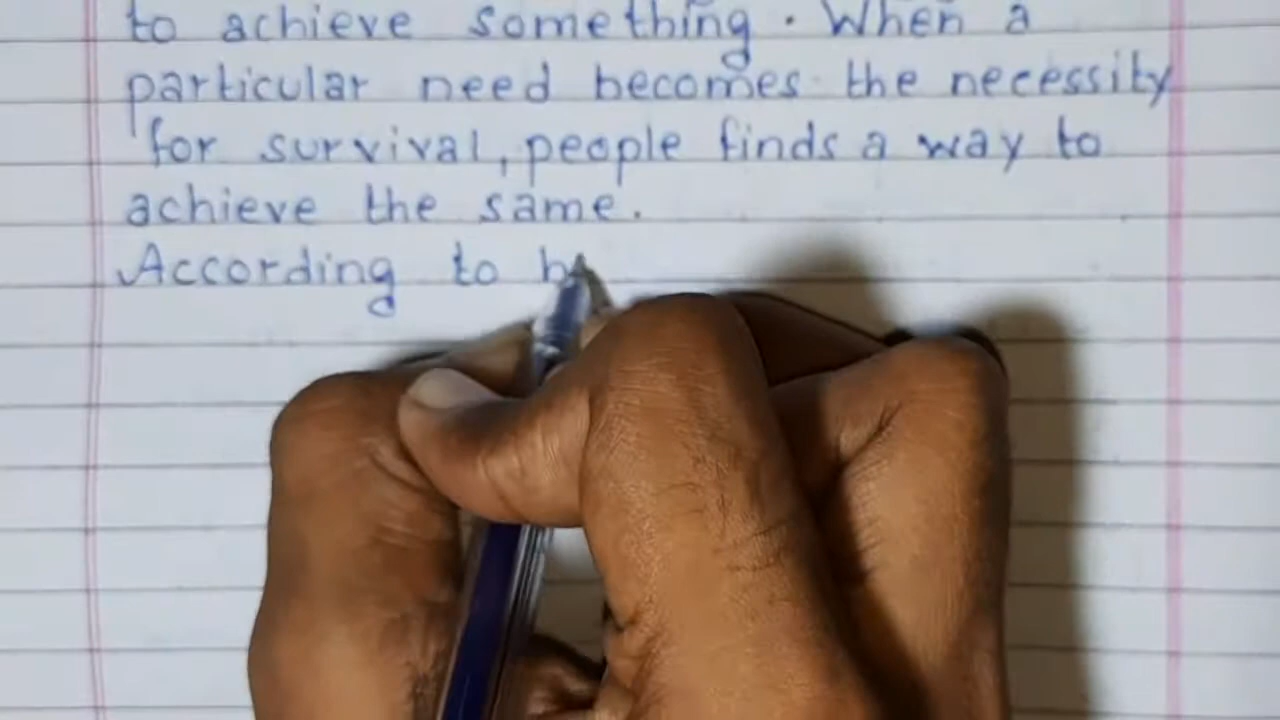 to achieve something. When a
particular need becomes the necessity
for survival, people finds a way to
achieve the same.
According to